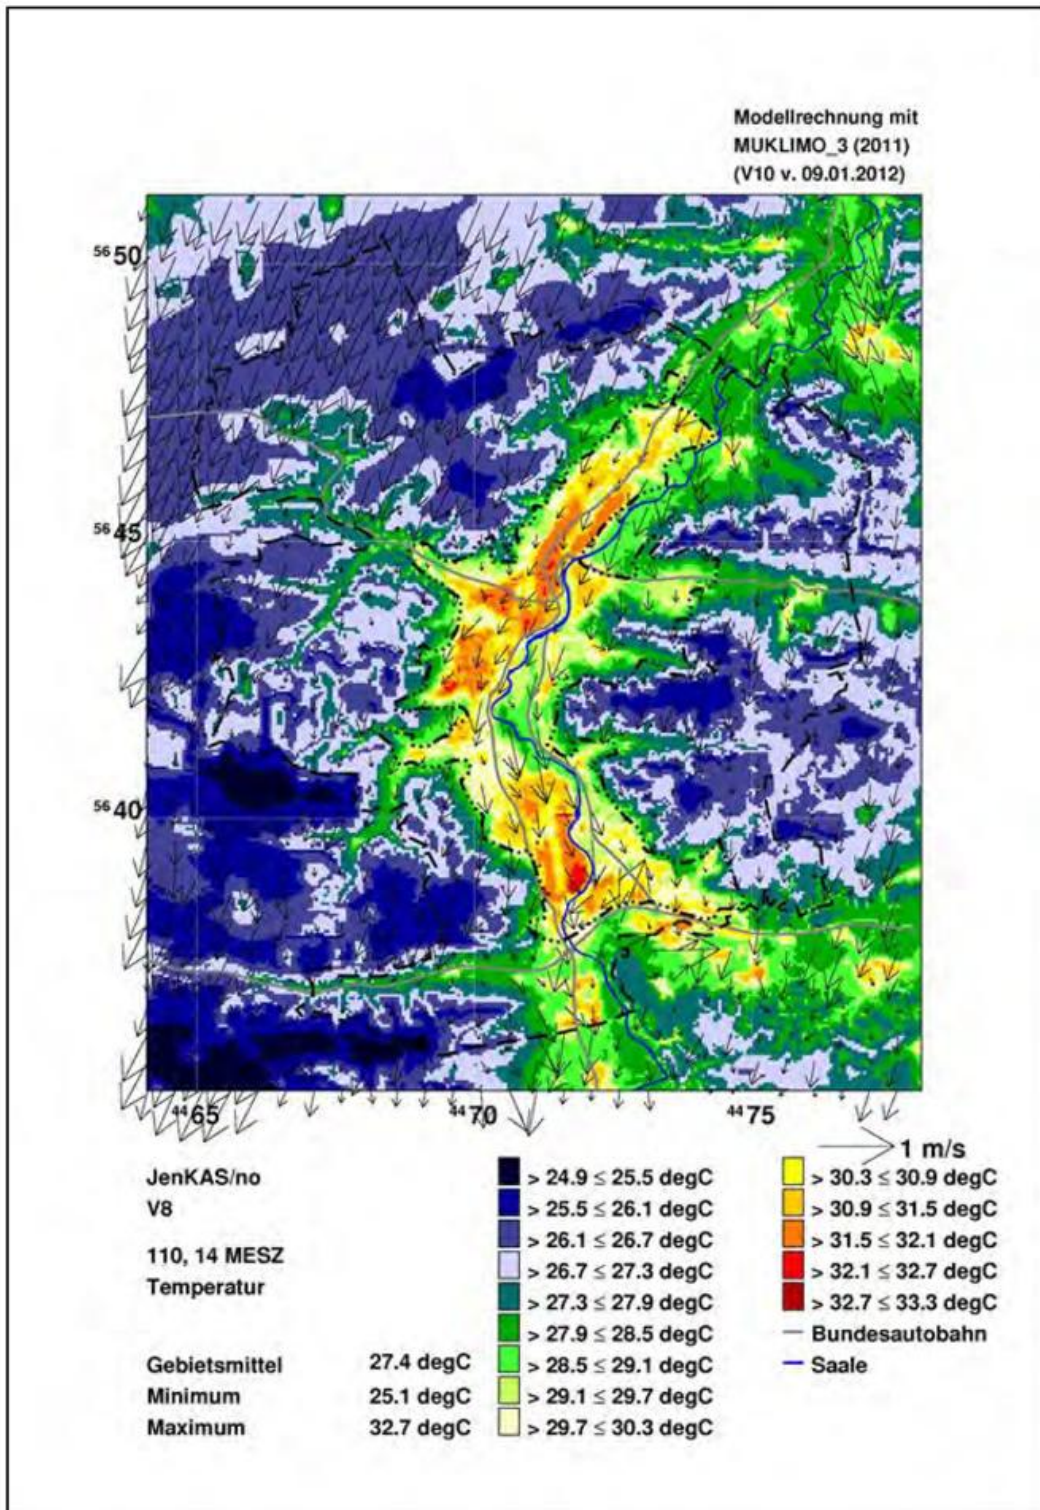 Modellrechnung mit
MUKLIMO_3 (2011)
(V10 v. 09.01.2012)
56 50
56 45
56 40
44 65
44 70
44 75
1 m/s
JenKAS/no
V8
110, 14 MESZ
Temperatur
Gebietsmittel 27.4 degC
Minimum 25.1 degC
Maximum 32.7 degC
> 24.9 ≤ 25.5 degC
> 25.5 ≤ 26.1 degC
> 26.1 ≤ 26.7 degC
> 26.7 ≤ 27.3 degC
> 27.3 ≤ 27.9 degC
> 27.9 ≤ 28.5 degC
> 28.5 ≤ 29.1 degC
> 29.1 ≤ 29.7 degC
> 29.7 ≤ 30.3 degC
> 30.3 ≤ 30.9 degC
> 30.9 ≤ 31.5 degC
> 31.5 ≤ 32.1 degC
> 32.1 ≤ 32.7 degC
> 32.7 ≤ 33.3 degC
Bundesautobahn
Saale